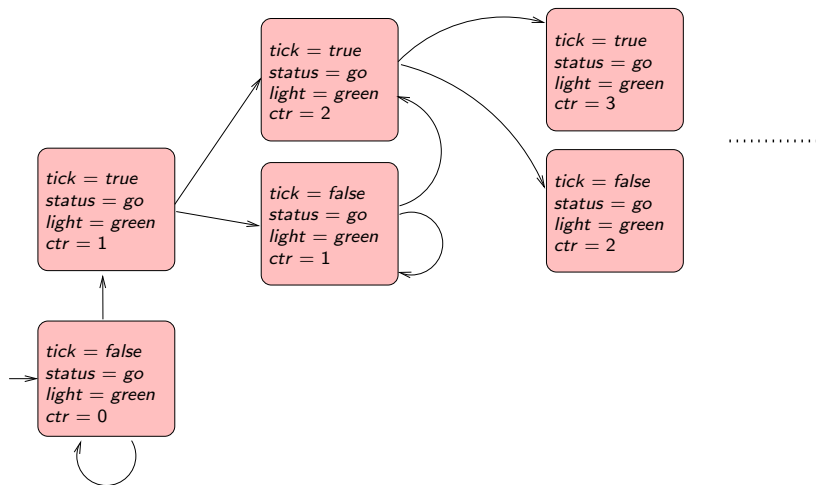 tick = true
status = go
light = green
ctr = 2
tick = true
status = go
light = green
ctr = 3
tick = true
status = go
light = green
ctr = 1
tick = false
status = go
light = green
ctr = 1
tick = false
status = go
light = green
ctr = 2
tick = false
status = go
light = green
ctr = 0